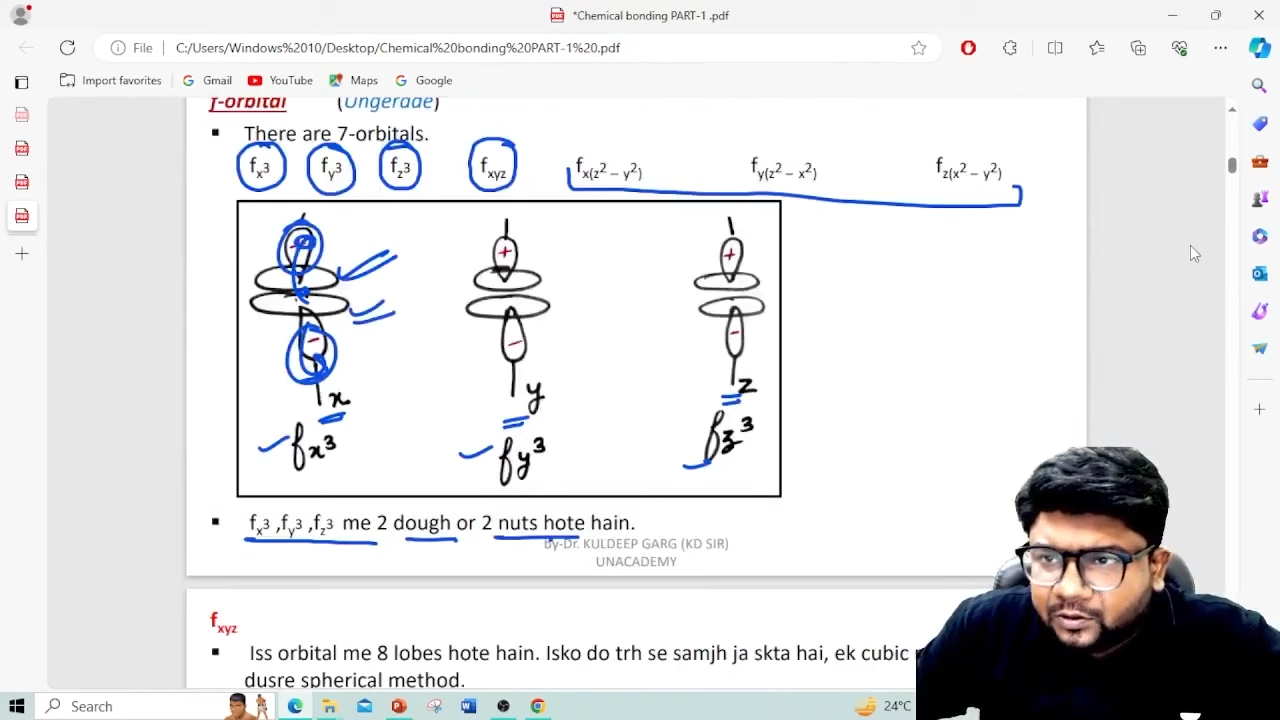 *Chemical bonding PART-1 .pdf
File C:/Users/Windows%2010/Desktop/Chemical%20bonding%20PART-1%20.pdf
Import favorites Gmail YouTube Maps Google
f-orbital (Ungerade)
▪ There are 7-orbitals.
fx³ fy³ fz³ fxyz fx(z² – y²) fy(z² – x²) fz(x² – y²)
+ + +
- - -
x y z
fx³ fy³ fz³
▪ fx³ ,fy³ ,fz³ me 2 dough or 2 nuts hote hain.
By-Dr. KULDEEP GARG (KD SIR)
UNACADEMY
fxyz
▪ Iss orbital me 8 lobes hote hain. Isko do trh se samjh ja skta hai, ek cubic
dusre spherical method.
Search 24°C